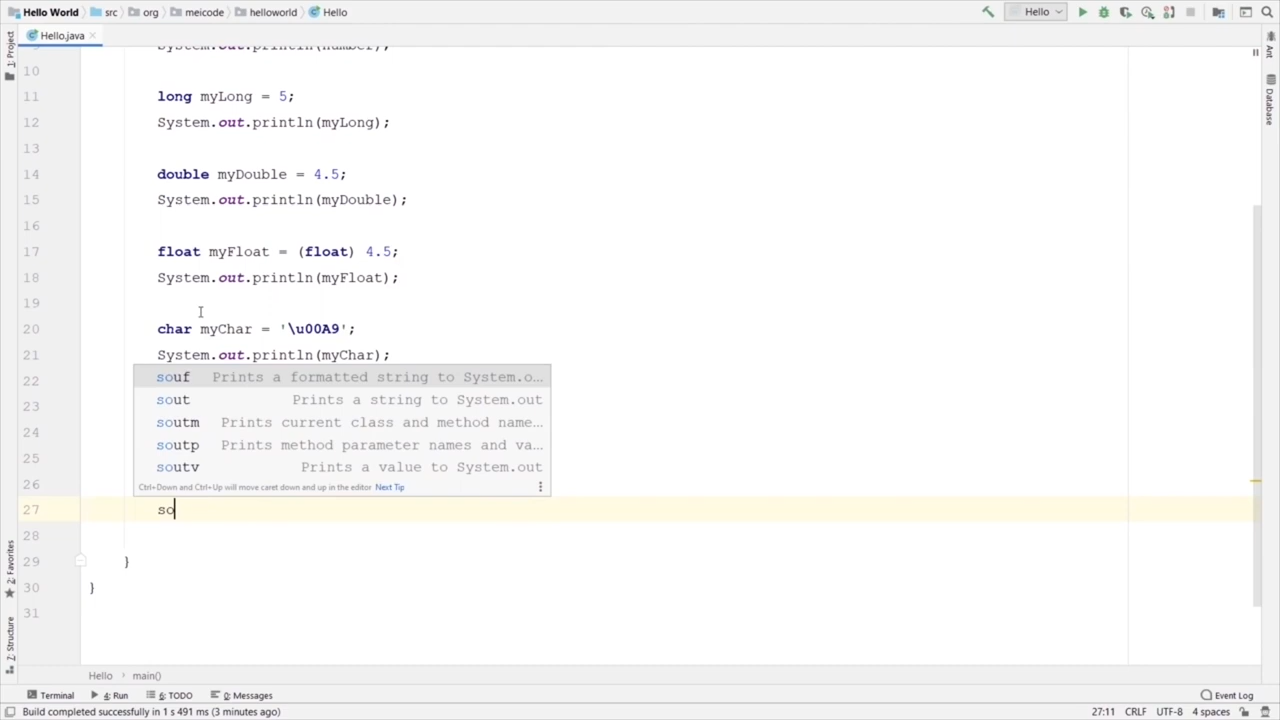 Hello World src org meicode helloworld Hello
Hello
Hello.java
1: Project
Ant
Database
10
11 long myLong = 5;
12 System.out.println(myLong);
13
14 double myDouble = 4.5;
15 System.out.println(myDouble);
16
17 float myFloat = (float) 4.5;
18 System.out.println(myFloat);
19
20 char myChar = '\u00A9';
21 System.out.println(myChar);
22 souf Prints a formatted string to System.o…
23 sout Prints a string to System.out
24 soutm Prints current class and method name…
25 soutp Prints method parameter names and va…
26 soutv Prints a value to System.out
Ctrl+Down and Ctrl+Up will move caret down and up in the editor Next Tip
27 so
28
29 }
30 }
31
2: Favorites
Z: Structure
Hello › main()
Terminal 4: Run 6: TODO 0: Messages Event Log
Build completed successfully in 1 s 491 ms (3 minutes ago) 27:11 CRLF UTF-8 4 spaces